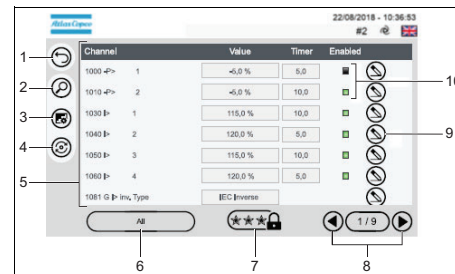 Atlas Copco
22/08/2018 - 10:36:53
#2
Channel Value Timer Enabled
1000 -P> 1 -5,0 % 5,0
1010 -P> 2 -5,0 % 10,0
1030 I> 1 115,0 % 10,0
1040 I> 2 120,0 % 5,0
1050 I> 3 115,0 % 10,0
1060 I> 4 120,0 % 5,0
1081 G I> Inv. Type IEC Inverse
All
1 / 9
1
2
3
4
5
6
7
8
9
10